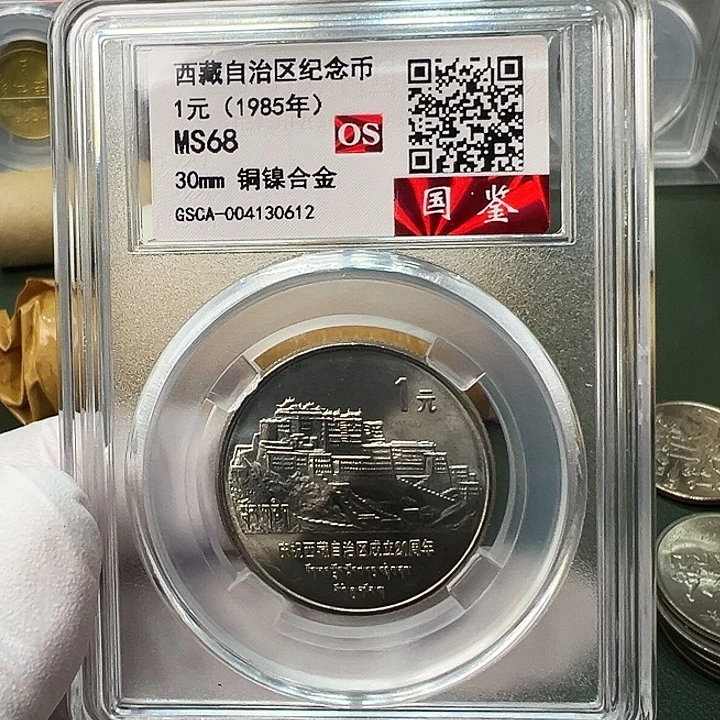 西藏自治区纪念币
1元（1985年）
MS68
OS
30mm 铜镍合金
国鉴
GSCA-004130612
1元
庆祝西藏自治区成立20周年